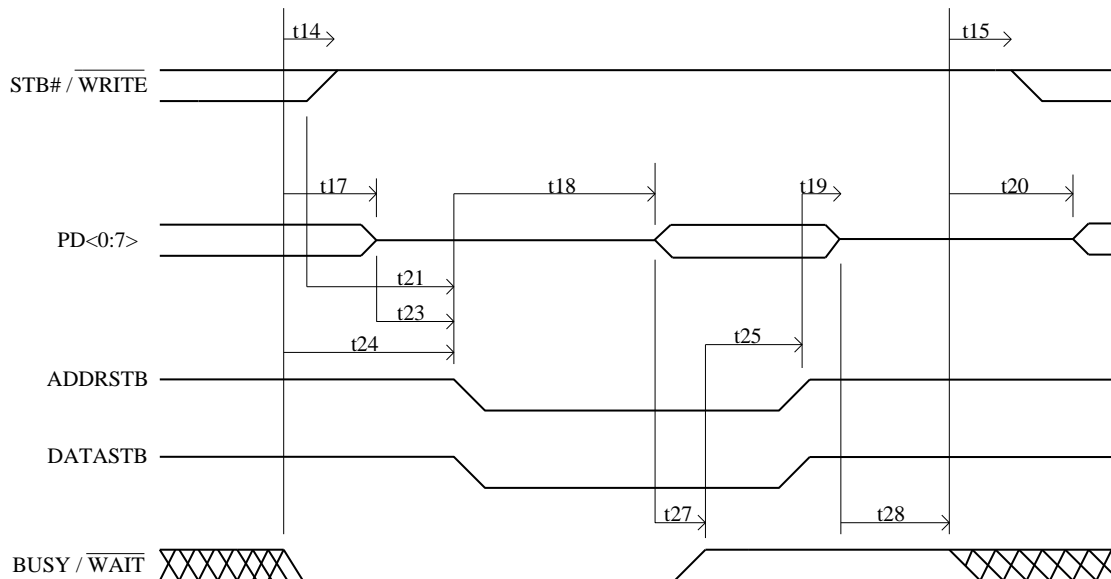 t14
t15
STB# / WRITE
t17
t18
t19
t20
PD<0:7>
t21
t23
t25
t24
ADDRSTB
DATASTB
t27
t28
BUSY / WAIT